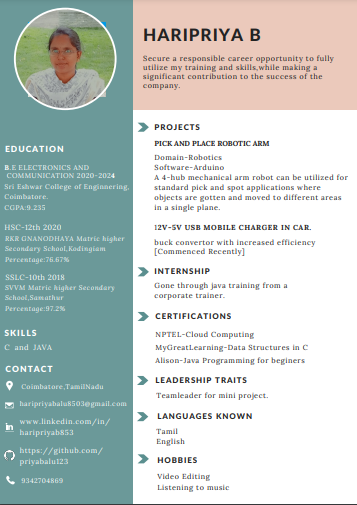 HARIPRIYA B
Secure a responsible career opportunity to fully
utilize my training and skills,while making a
significant contribution to the success of the
company.
EDUCATION
B.E ELECTRONICS AND
COMMUNICATION 2020-2024
Sri Eshwar College of Enginnering,
Coimbatore.
CGPA:9.235
HSC-12th 2020
RKR GNANODHAYA Matric higher
Secondary School,Kodingiam
Percentage:76.67%
SSLC-10th 2018
SVVM Matric higher Secondary
School,Samathur
Percentage:97.2%
SKILLS
C and JAVA
CONTACT
Coimbatore,TamilNadu
haripriyabalu8503@gmail.com
www.linkedin.com/in/
haripriyab853
https://github.com/
priyabalu123
9342704869
PROJECTS
PICK AND PLACE ROBOTIC ARM
Domain-Robotics
Software-Arduino
A 4-hub mechanical arm robot can be utilized for
standard pick and spot applications where
objects are gotten and moved to different areas
in a single plane.
12V-5V USB MOBILE CHARGER IN CAR.
buck convertor with increased efficiency
[Commenced Recently]
INTERNSHIP
Gone through java training from a
corporate trainer.
CERTIFICATIONS
NPTEL-Cloud Computing
MyGreatLearning-Data Structures in C
Alison-Java Programming for beginers
LEADERSHIP TRAITS
Teamleader for mini project.
LANGUAGES KNOWN
Tamil
English
HOBBIES
Video Editing
Listening to music